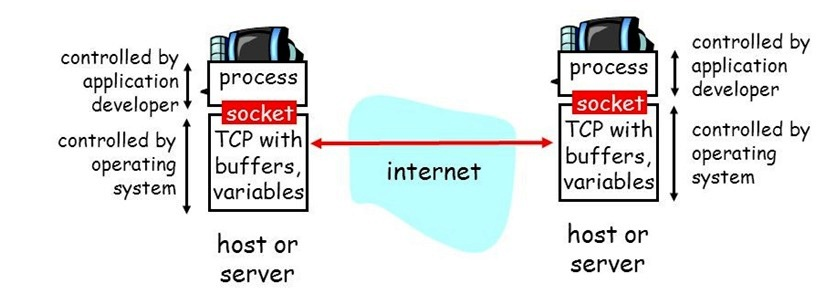 controlled by
application
developer
controlled by
operating
system
process
socket
TCP with
buffers,
variables
host or
server
internet
process
socket
TCP with
buffers,
variables
host or
server
controlled by
application
developer
controlled by
operating
system